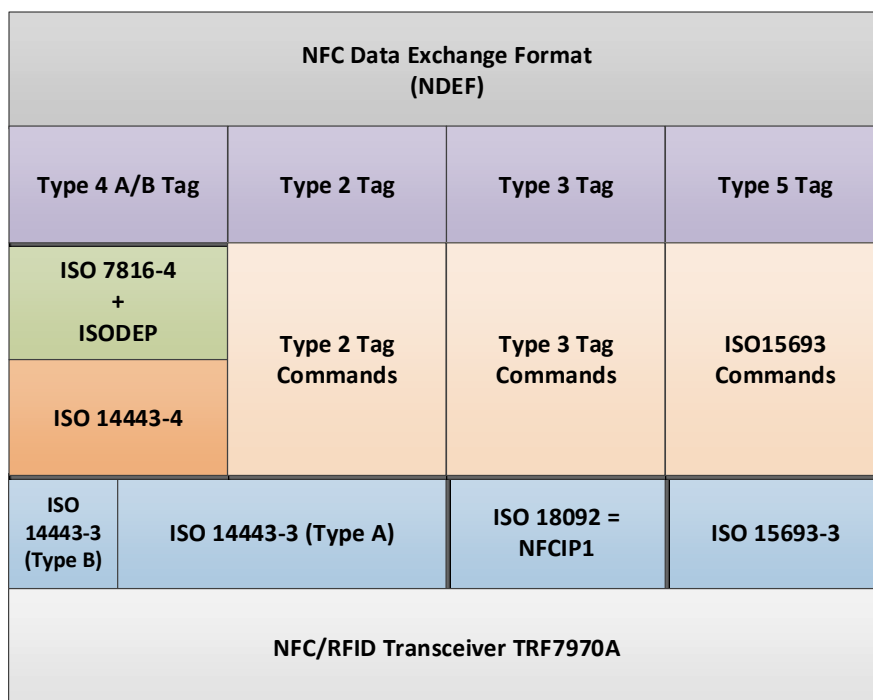 NFC Data Exchange Format
(NDEF)
Type 4 A/B Tag
Type 2 Tag
Type 3 Tag
Type 5 Tag
ISO 7816-4
+
ISODEP
Type 2 Tag
Commands
Type 3 Tag
Commands
ISO15693
Commands
ISO 14443-4
ISO
14443-3
(Type B)
ISO 14443-3 (Type A)
ISO 18092 =
NFCIP1
ISO 15693-3
NFC/RFID Transceiver TRF7970A